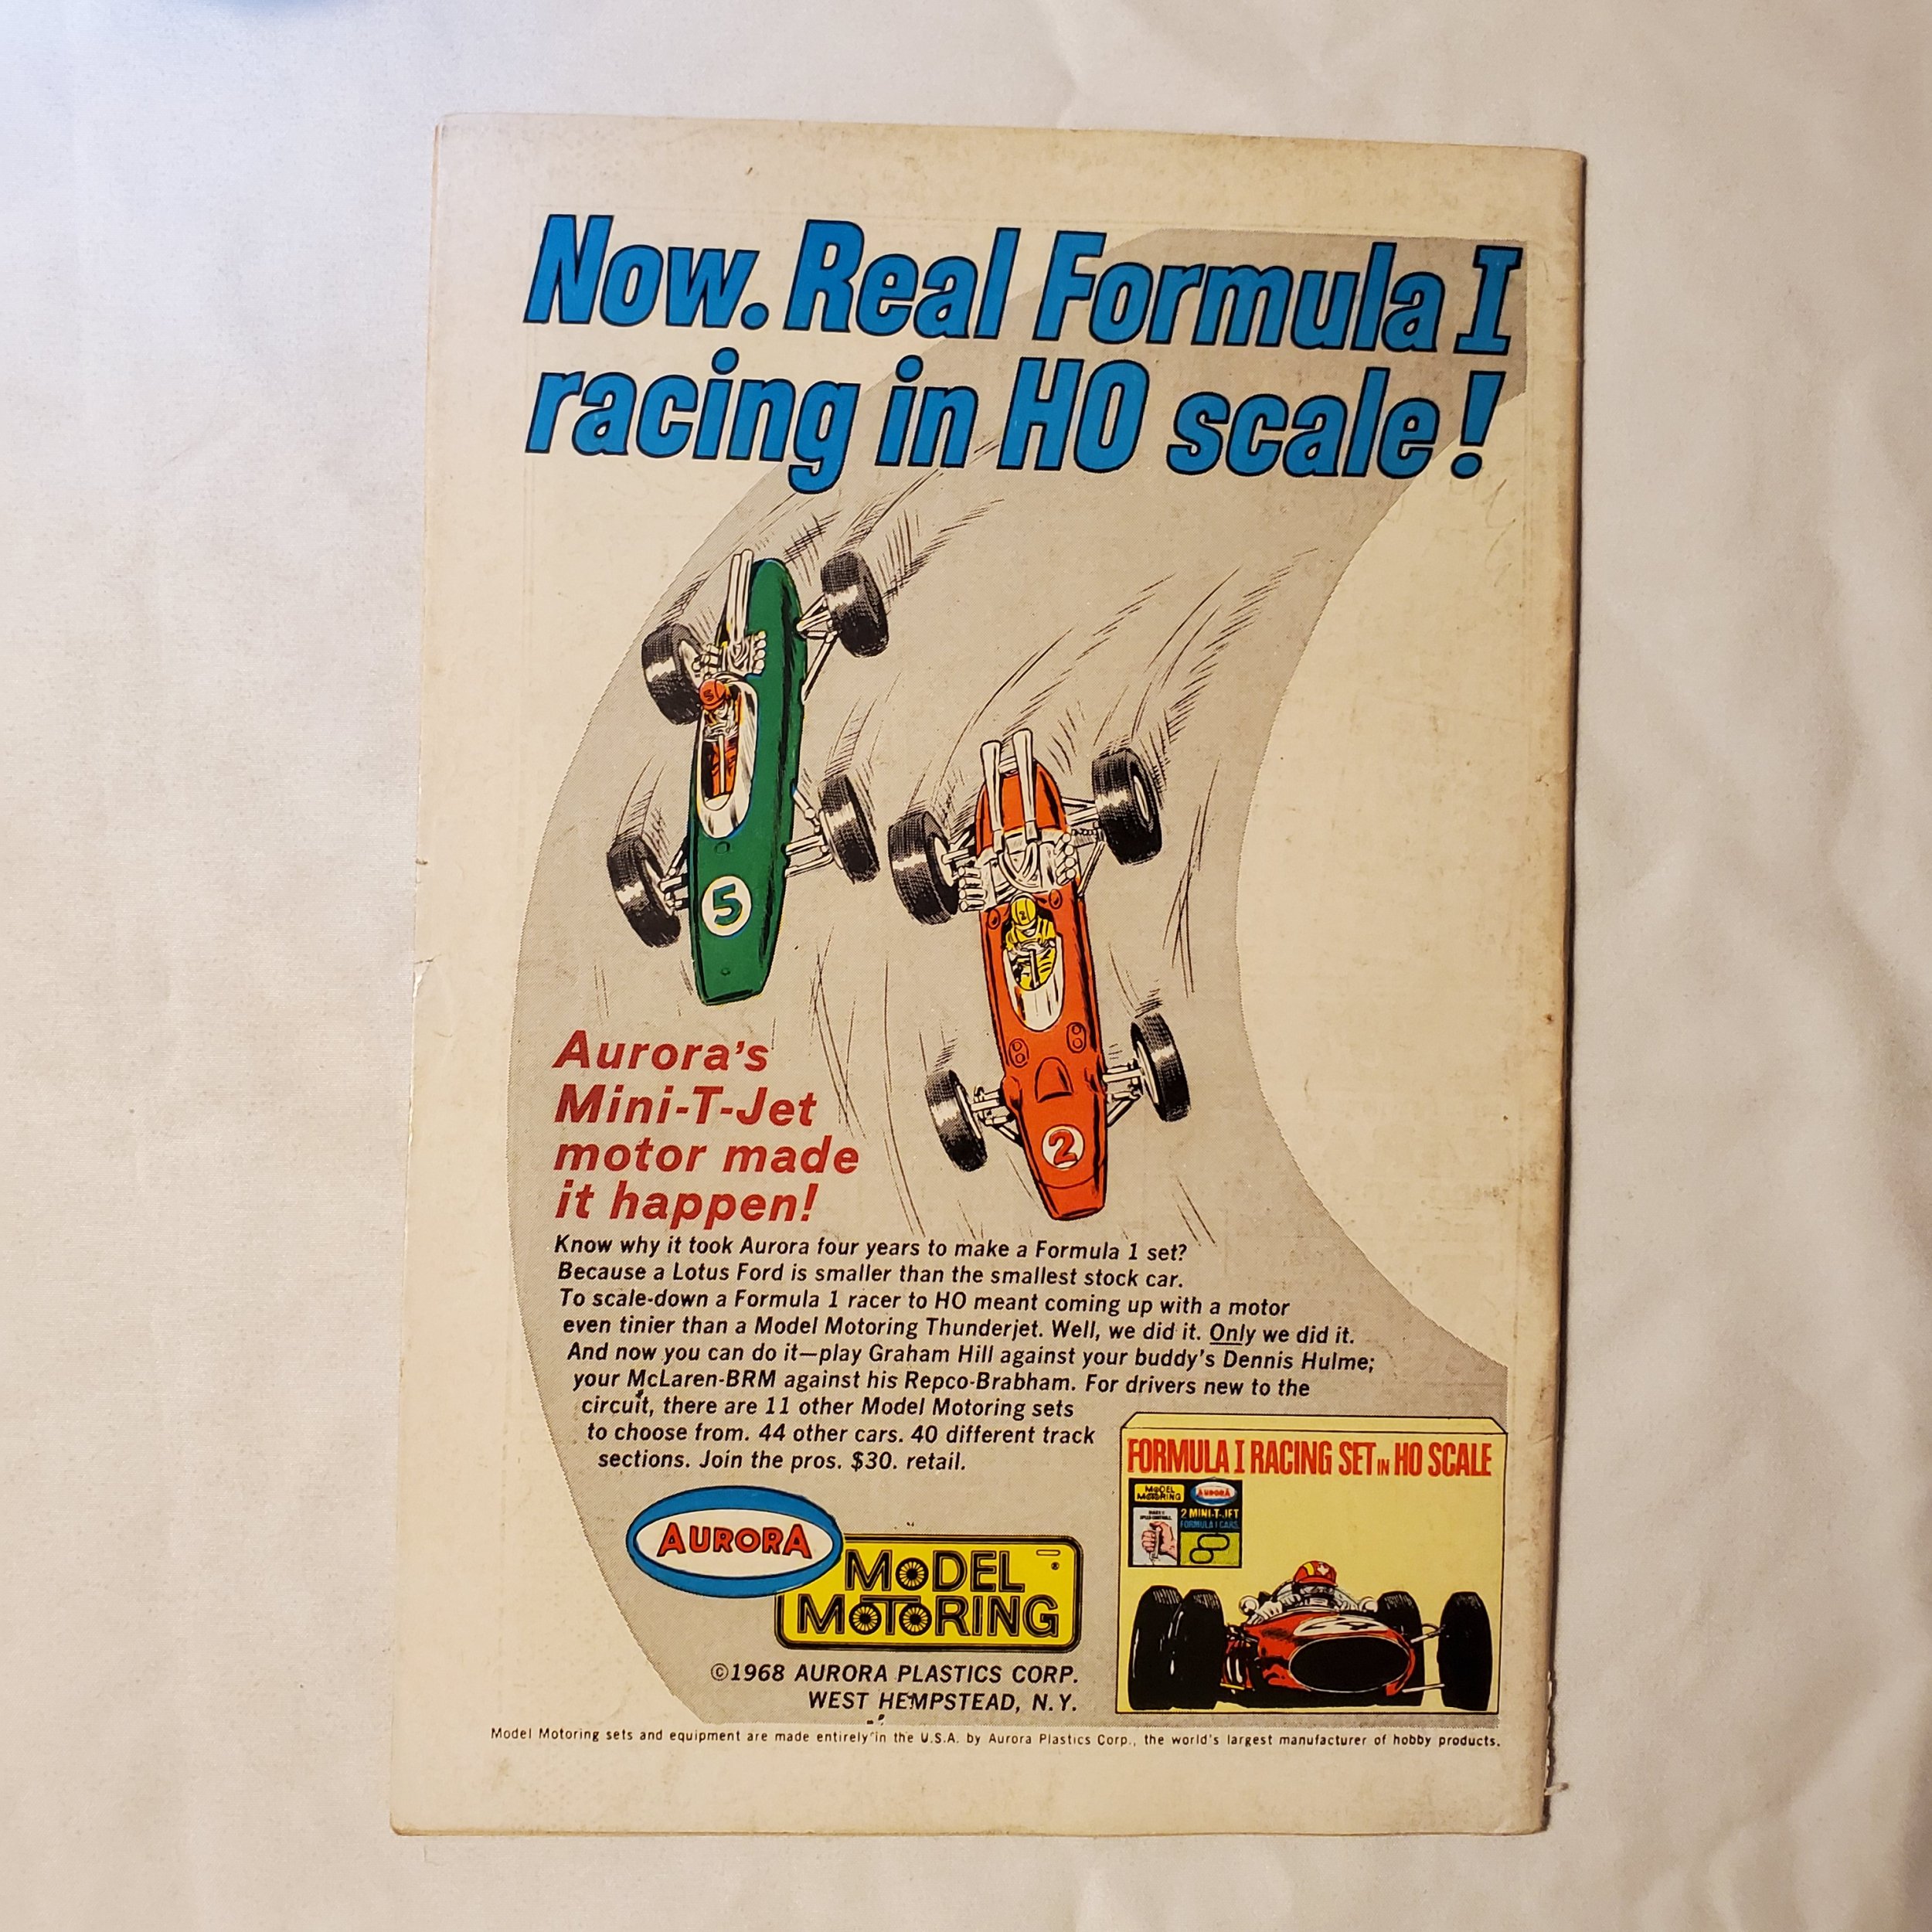 Now. Real Formula I
racing in HO scale!
5
5
2
2
Aurora's
Mini-T-Jet
motor made
it happen!
Know why it took Aurora four years to make a Formula 1 set?
Because a Lotus Ford is smaller than the smallest stock car.
To scale-down a Formula 1 racer to HO meant coming up with a motor
even tinier than a Model Motoring Thunderjet. Well, we did it. Only we did it.
And now you can do it—play Graham Hill against your buddy's Dennis Hulme;
your McLaren-BRM against his Repco-Brabham. For drivers new to the
circuit, there are 11 other Model Motoring sets
to choose from. 44 other cars. 40 different track
sections. Join the pros. $30. retail.
FORMULA I RACING SET IN HO SCALE
MODEL
MOTORING
AURORA
2 MINI-T-JET
FORMULA I CARS
AURORA
MODEL
MOTORING
®
©1968 AURORA PLASTICS CORP.
WEST HEMPSTEAD, N.Y.
Model Motoring sets and equipment are made entirely in the U.S.A. by Aurora Plastics Corp., the world's largest manufacturer of hobby products.